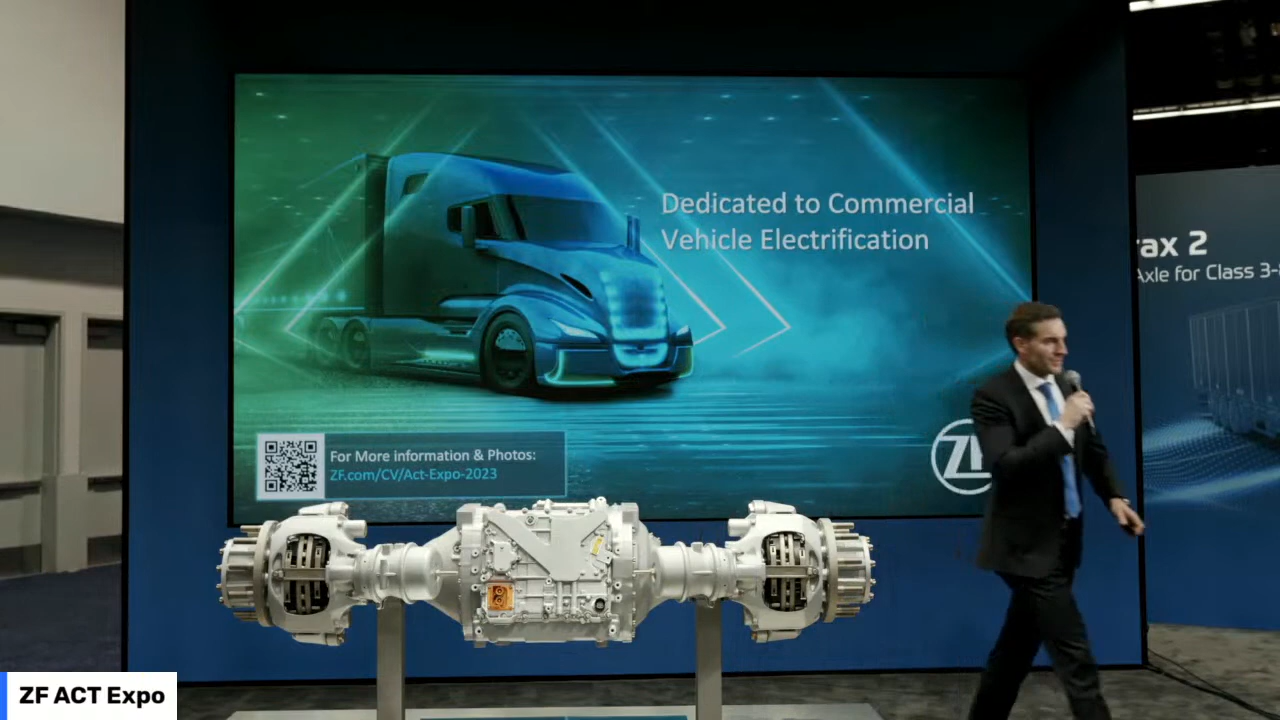 Dedicated to Commercial
Vehicle Electrification
For More information & Photos:
ZF.com/CV/Act-Expo-2023
ZF
rax 2
Axle for Class 3-8
ZF ACT Expo